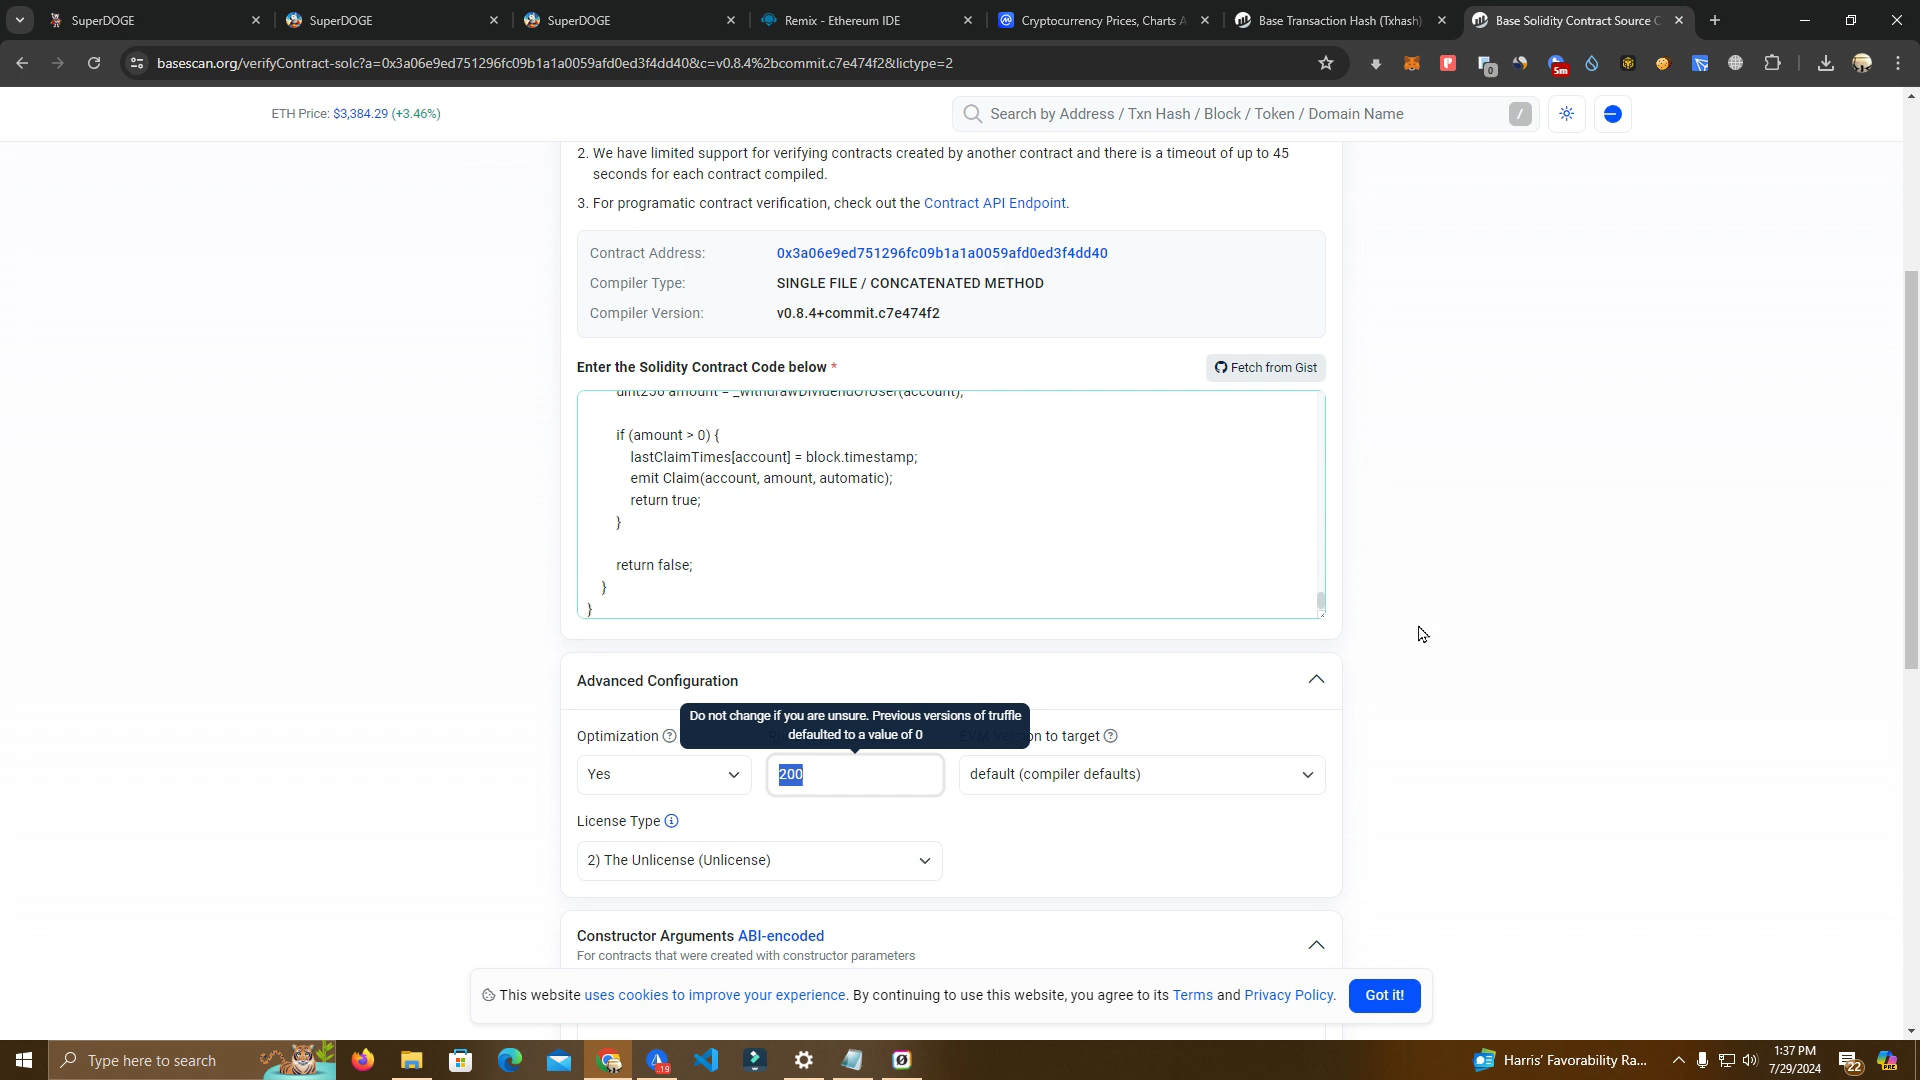 SuperDOGE
SuperDOGE
SuperDOGE
Remix - Ethereum IDE
Cryptocurrency Prices, Charts A
Base Transaction Hash (Txhash)
Base Solidity Contract Source C
basescan.org/verifyContract-solc?a=0x3a06e9ed751296fc09b1a1a0059afd0ed3f4dd40&c=v0.8.4%2bcommit.c7e474f2&lictype=2
0
5m
ETH Price: $3,384.29 (+3.46%)
Search by Address / Txn Hash / Block / Token / Domain Name
/
2. We have limited support for verifying contracts created by another contract and there is a timeout of up to 45
seconds for each contract compiled.
3. For programatic contract verification, check out the Contract API Endpoint.
Contract Address: 0x3a06e9ed751296fc09b1a1a0059afd0ed3f4dd40
Compiler Type: SINGLE FILE / CONCATENATED METHOD
Compiler Version: v0.8.4+commit.c7e474f2
Enter the Solidity Contract Code below *
Fetch from Gist
uint256 amount = _withdrawDividendOfUser(account);
if (amount > 0) {
lastClaimTimes[account] = block.timestamp;
emit Claim(account, amount, automatic);
return true;
}
return false;
}
}
Advanced Configuration
Do not change if you are unsure. Previous versions of truffle
defaulted to a value of 0
Optimization
n to target
Yes
200
default (compiler defaults)
License Type
2) The Unlicense (Unlicense)
Constructor Arguments ABI-encoded
For contracts that were created with constructor parameters
This website uses cookies to improve your experience. By continuing to use this website, you agree to its Terms and Privacy Policy.
Got it!
Type here to search
.19
Harris' Favorability Ra...
1:37 PM
7/29/2024
22
PRE